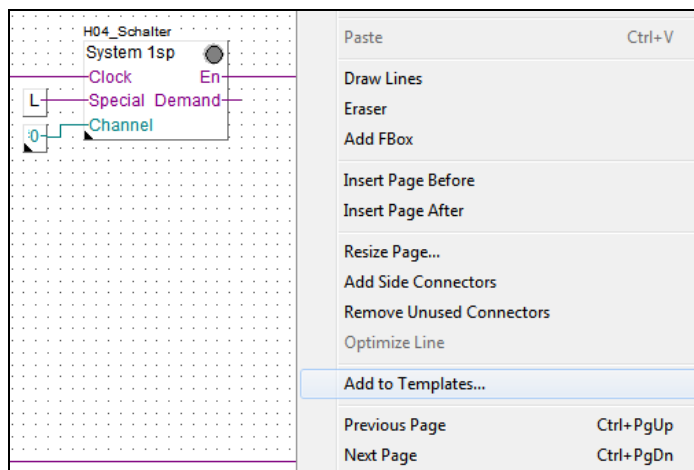 H04_Schalter
System 1sp
Clock En
L Special Demand
:0 Channel
Paste Ctrl+V
Draw Lines
Eraser
Add FBox
Insert Page Before
Insert Page After
Resize Page...
Add Side Connectors
Remove Unused Connectors
Optimize Line
Add to Templates...
Previous Page Ctrl+PgUp
Next Page Ctrl+PgDn